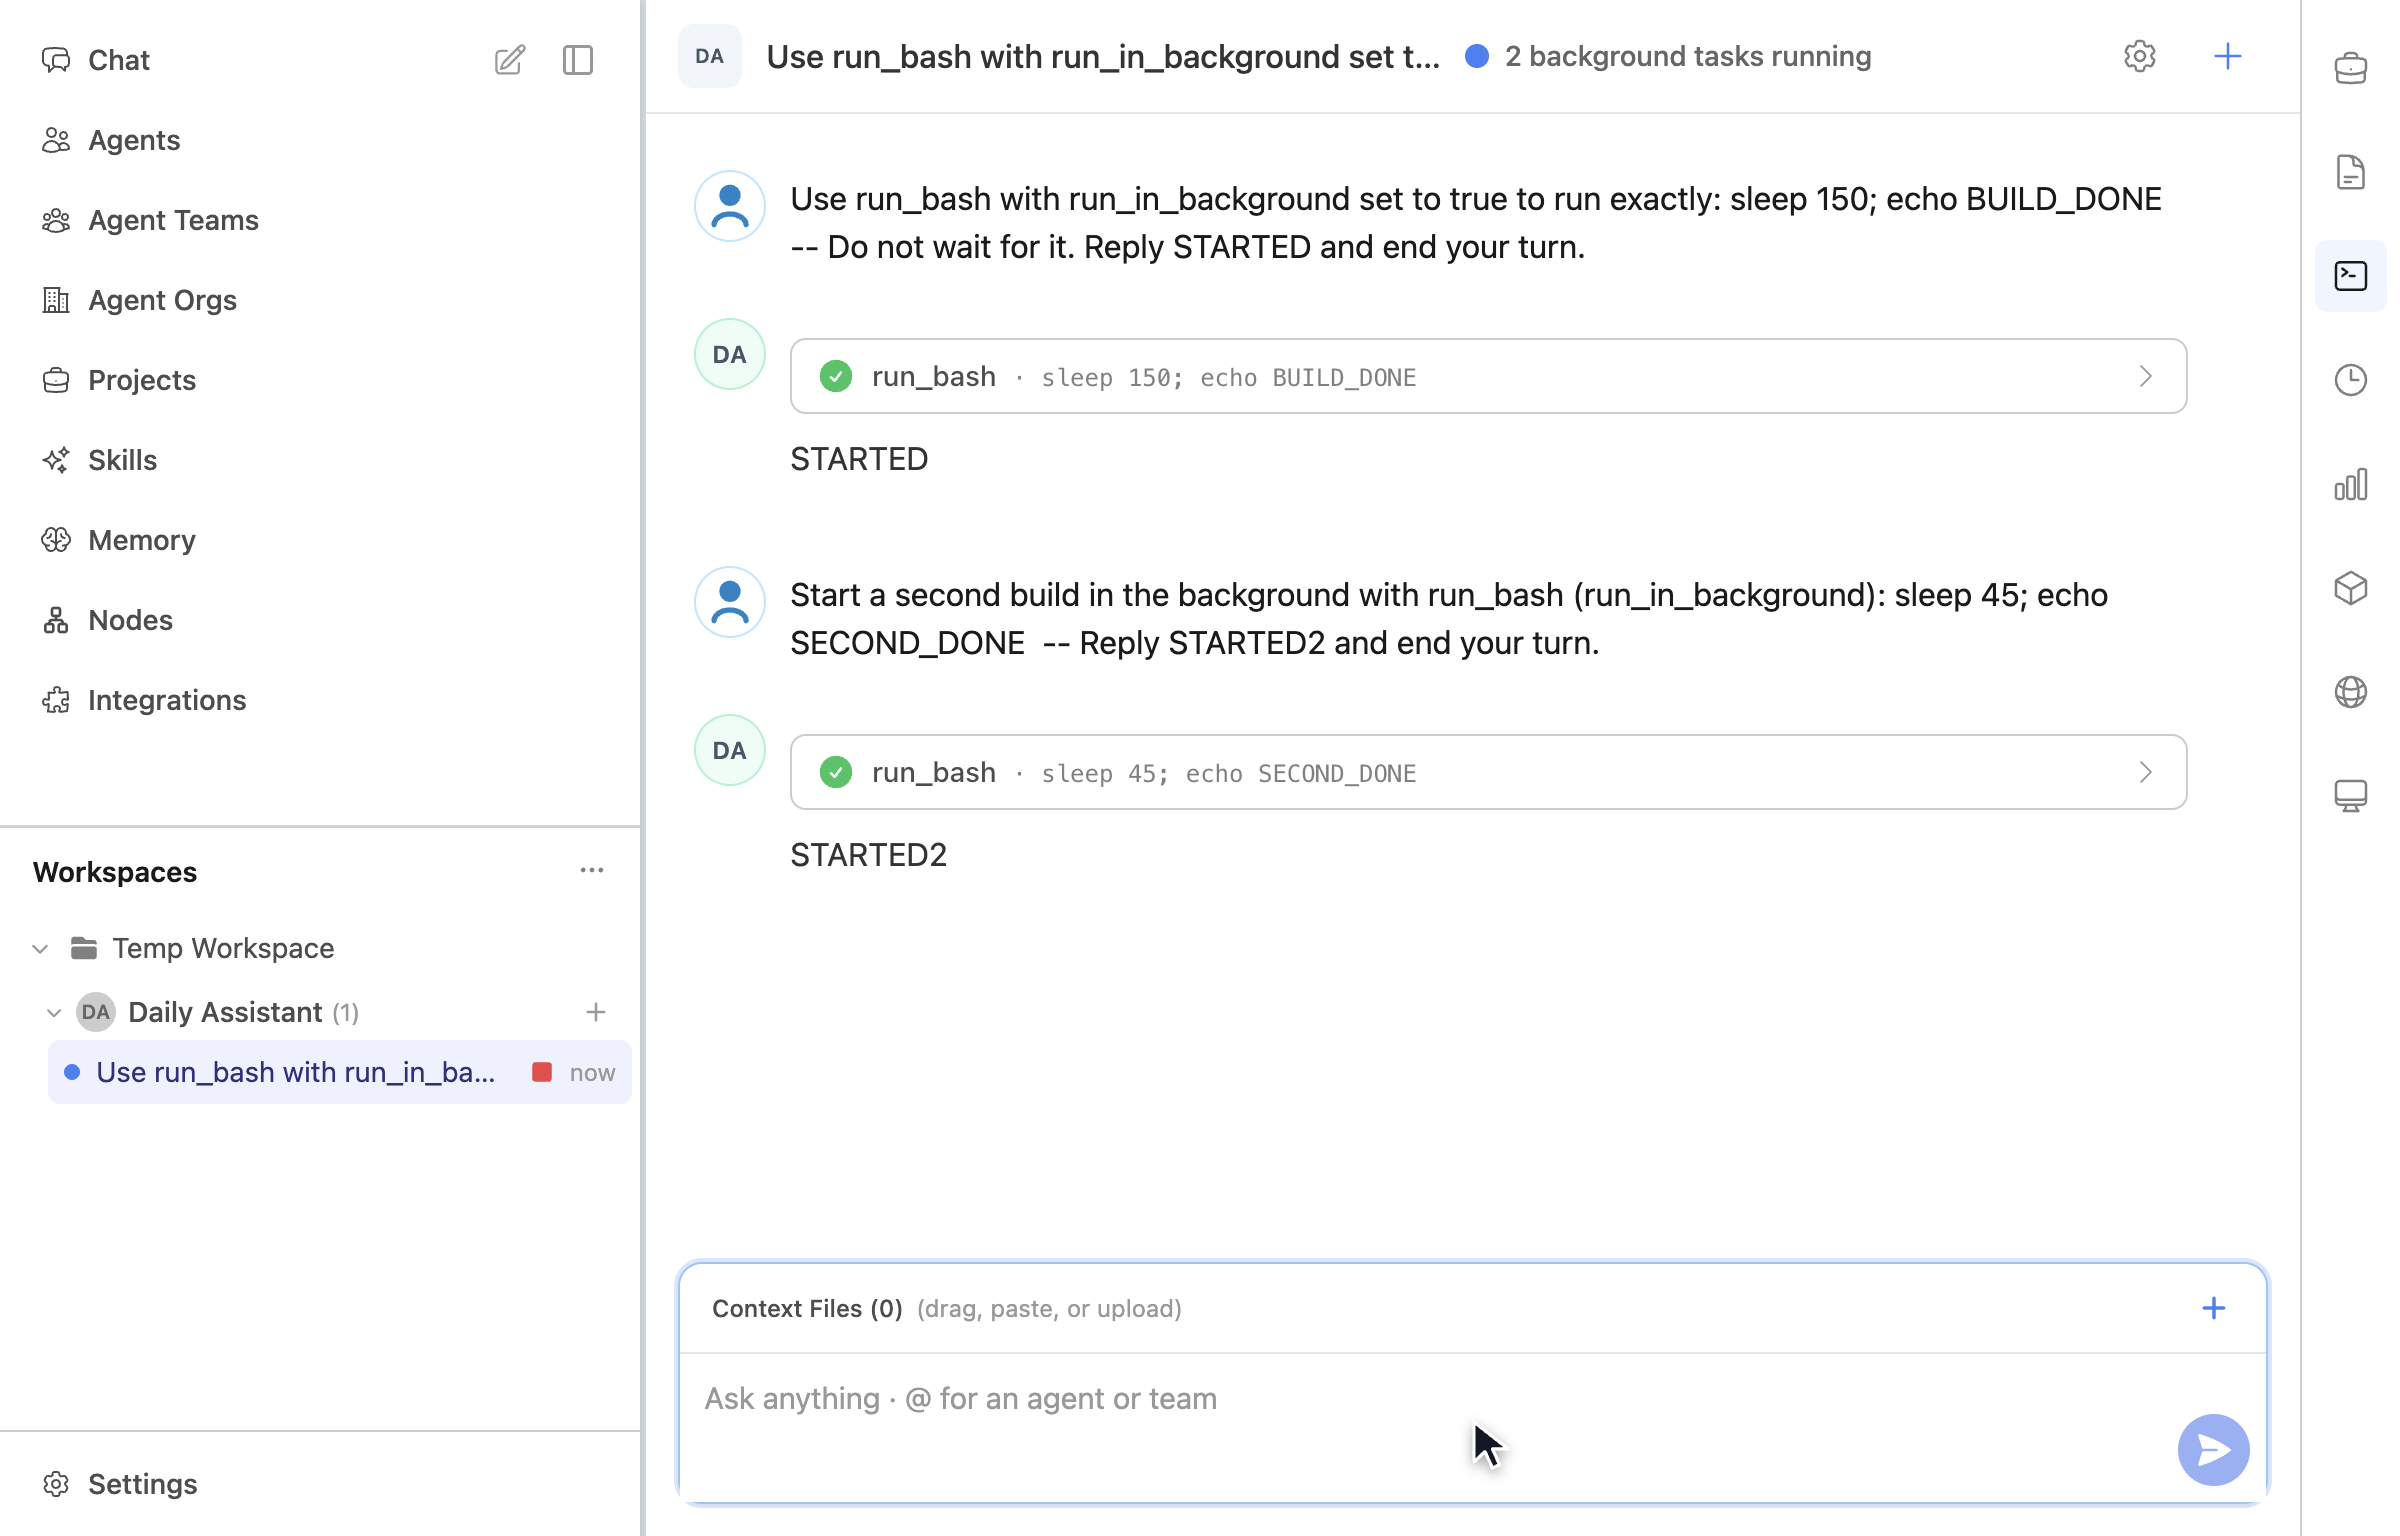 Chat
Agents
Agent Teams
Agent Orgs
Projects
Skills
Memory
Nodes
Integrations
Workspaces
Temp Workspace
DA Daily Assistant (1)
Use run_bash with run_in_ba... now
Settings
DA Use run_bash with run_in_background set t... 2 background tasks running
Use run_bash with run_in_background set to true to run exactly: sleep 150; echo BUILD_DONE
-- Do not wait for it. Reply STARTED and end your turn.
DA
run_bash · sleep 150; echo BUILD_DONE
STARTED
Start a second build in the background with run_bash (run_in_background): sleep 45; echo
SECOND_DONE  -- Reply STARTED2 and end your turn.
DA
run_bash · sleep 45; echo SECOND_DONE
STARTED2
Context Files (0) (drag, paste, or upload)
Ask anything · @ for an agent or team